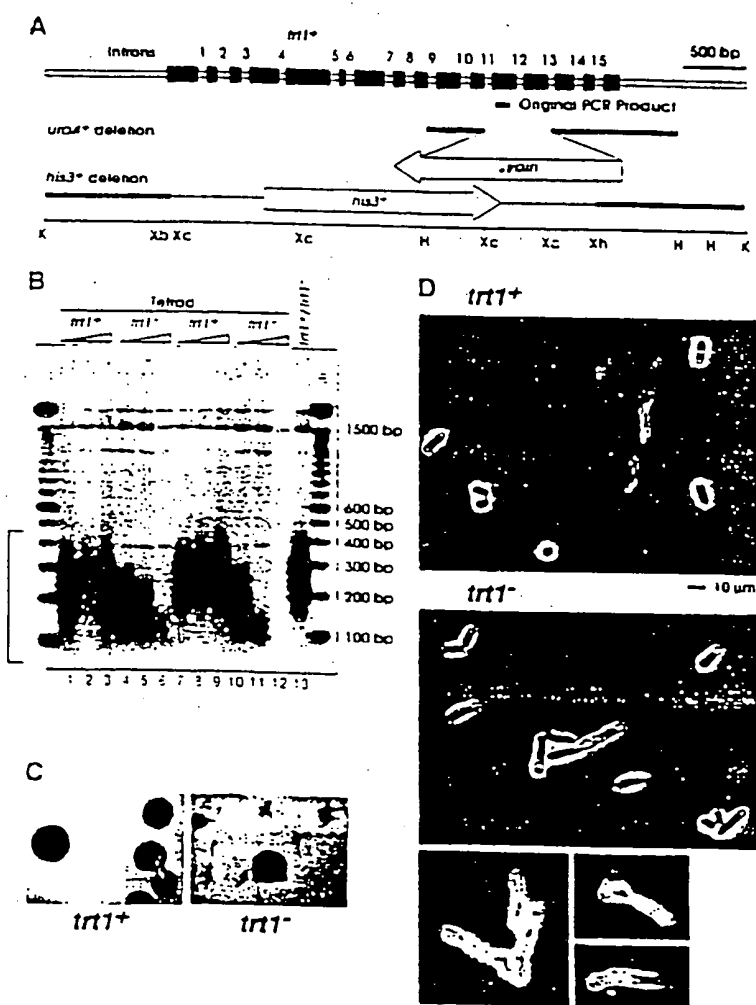 A
trt1+
Introns 1 2 3 4 5 6 7 8 9 10 11 12 13 14 15
500 bp
Original PCR Product
ura4+ deletion
ura4+
his3+ deletion
his3+
K Xb Xc Xc H Xc Xc Xh H H K
B
Tetrad
trt1+ trt1- trt1+ trt1- trt1+/trt1-
1500 bp
600 bp
500 bp
400 bp
300 bp
200 bp
100 bp
1 2 3 4 5 6 7 8 9 10 11 12 13
C
trt1+
trt1-
D
trt1+
10 µm
trt1-